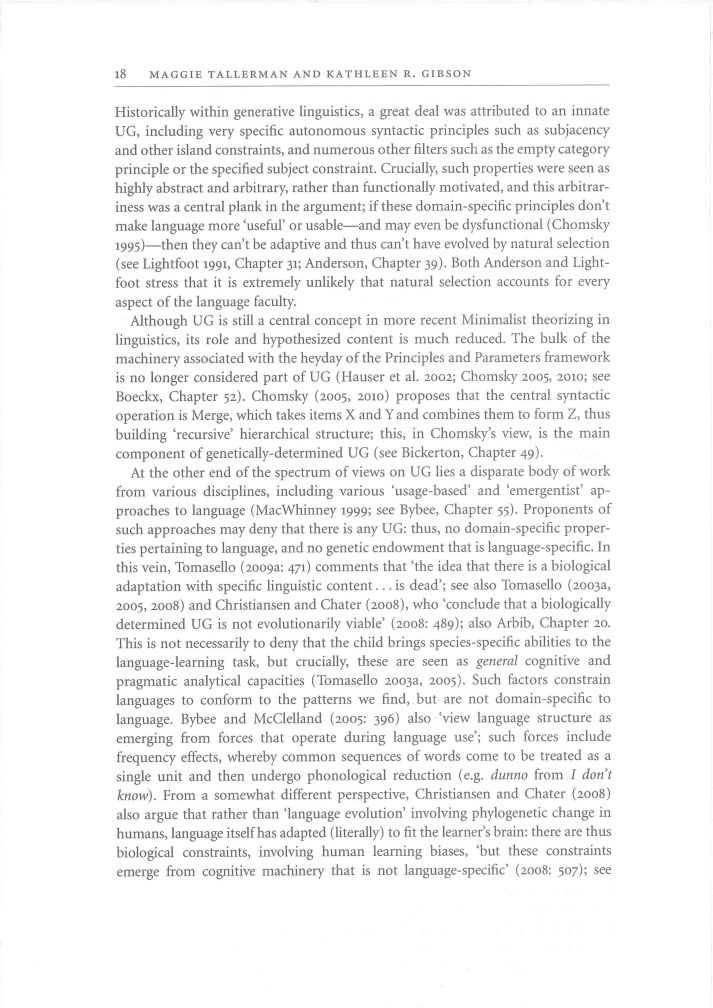 18 MAGGIE TALLERMAN AND KATHLEEN R. GIBSON
Historically within generative linguistics, a great deal was attributed to an innate
UG, including very specific autonomous syntactic principles such as subjacency
and other island constraints, and numerous other filters such as the empty category
principle or the specified subject constraint. Crucially, such properties were seen as
highly abstract and arbitrary, rather than functionally motivated, and this arbitrar-
iness was a central plank in the argument; if these domain-specific principles don't
make language more 'useful' or usable—and may even be dysfunctional (Chomsky
1995)—then they can't be adaptive and thus can't have evolved by natural selection
(see Lightfoot 1991, Chapter 31; Anderson, Chapter 39). Both Anderson and Light-
foot stress that it is extremely unlikely that natural selection accounts for every
aspect of the language faculty.
Although UG is still a central concept in more recent Minimalist theorizing in
linguistics, its role and hypothesized content is much reduced. The bulk of the
machinery associated with the heyday of the Principles and Parameters framework
is no longer considered part of UG (Hauser et al. 2002; Chomsky 2005, 2010; see
Boeckx, Chapter 52). Chomsky (2005, 2010) proposes that the central syntactic
operation is Merge, which takes items X and Y and combines them to form Z, thus
building 'recursive' hierarchical structure; this, in Chomsky's view, is the main
component of genetically-determined UG (see Bickerton, Chapter 49).
At the other end of the spectrum of views on UG lies a disparate body of work
from various disciplines, including various 'usage-based' and 'emergentist' ap-
proaches to language (MacWhinney 1999; see Bybee, Chapter 55). Proponents of
such approaches may deny that there is any UG: thus, no domain-specific proper-
ties pertaining to language, and no genetic endowment that is language-specific. In
this vein, Tomasello (2009a: 471) comments that 'the idea that there is a biological
adaptation with specific linguistic content . . . is dead'; see also Tomasello (2003a,
2005, 2008) and Christiansen and Chater (2008), who 'conclude that a biologically
determined UG is not evolutionarily viable' (2008: 489); also Arbib, Chapter 20.
This is not necessarily to deny that the child brings species-specific abilities to the
language-learning task, but crucially, these are seen as general cognitive and
pragmatic analytical capacities (Tomasello 2003a, 2005). Such factors constrain
languages to conform to the patterns we find, but are not domain-specific to
language. Bybee and McClelland (2005: 396) also 'view language structure as
emerging from forces that operate during language use'; such forces include
frequency effects, whereby common sequences of words come to be treated as a
single unit and then undergo phonological reduction (e.g. dunno from I don't
know). From a somewhat different perspective, Christiansen and Chater (2008)
also argue that rather than 'language evolution' involving phylogenetic change in
humans, language itself has adapted (literally) to fit the learner's brain: there are thus
biological constraints, involving human learning biases, 'but these constraints
emerge from cognitive machinery that is not language-specific' (2008: 507); see